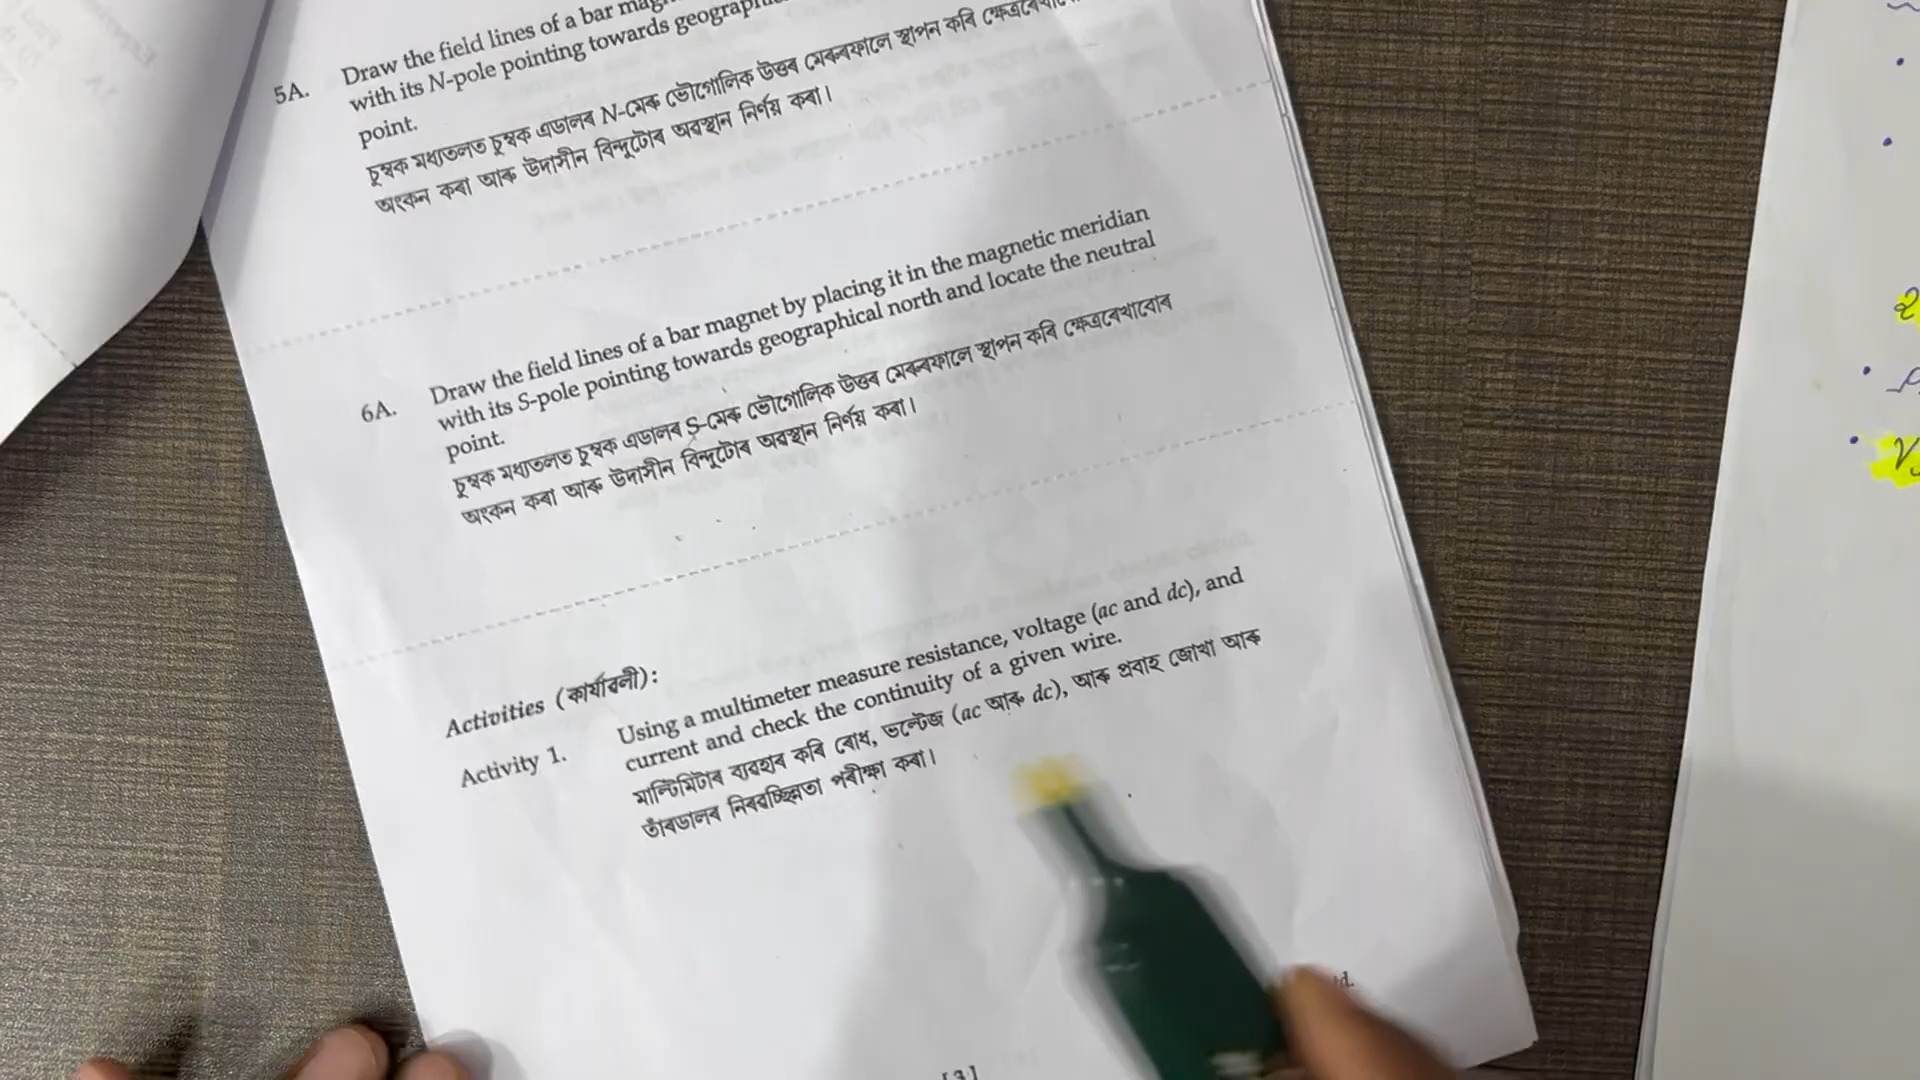 5A. Draw the field lines of a bar
with its N-pole pointing towards
point.
চুম্বক মধ্যতলত চুম্বক এডালৰ N-মেৰু ভৌগোলিক উত্তৰ মেৰুৰফালে স্থাপন কৰি
অংকন কৰা আৰু উদাসীন বিন্দুটোৰ অৱস্থান নিৰ্ণয় কৰা।
6A. Draw the field lines of a bar magnet by placing it in the magnetic meridian
with its S-pole pointing towards geographical north and locate the neutral
point.
চুম্বক মধ্যতলত চুম্বক এডালৰ S-মেৰু ভৌগোলিক উত্তৰ মেৰুৰফালে স্থাপন কৰি ক্ষেত্ৰৰেখাবোৰ
অংকন কৰা আৰু উদাসীন বিন্দুটোৰ অৱস্থান নিৰ্ণয় কৰা।
Activities (কাৰ্যাৱলী):
Activity 1. Using a multimeter measure resistance, voltage (ac and dc), and
current and check the continuity of a given wire.
মাল্টিমিটাৰ ব্যৱহাৰ কৰি ৰোধ, ভল্টেজ (ac আৰু dc), আৰু প্ৰবাহ জোখা আৰু
তাঁৰডালৰ নিৰৱচ্ছিন্নতা পৰীক্ষা কৰা।
[3]